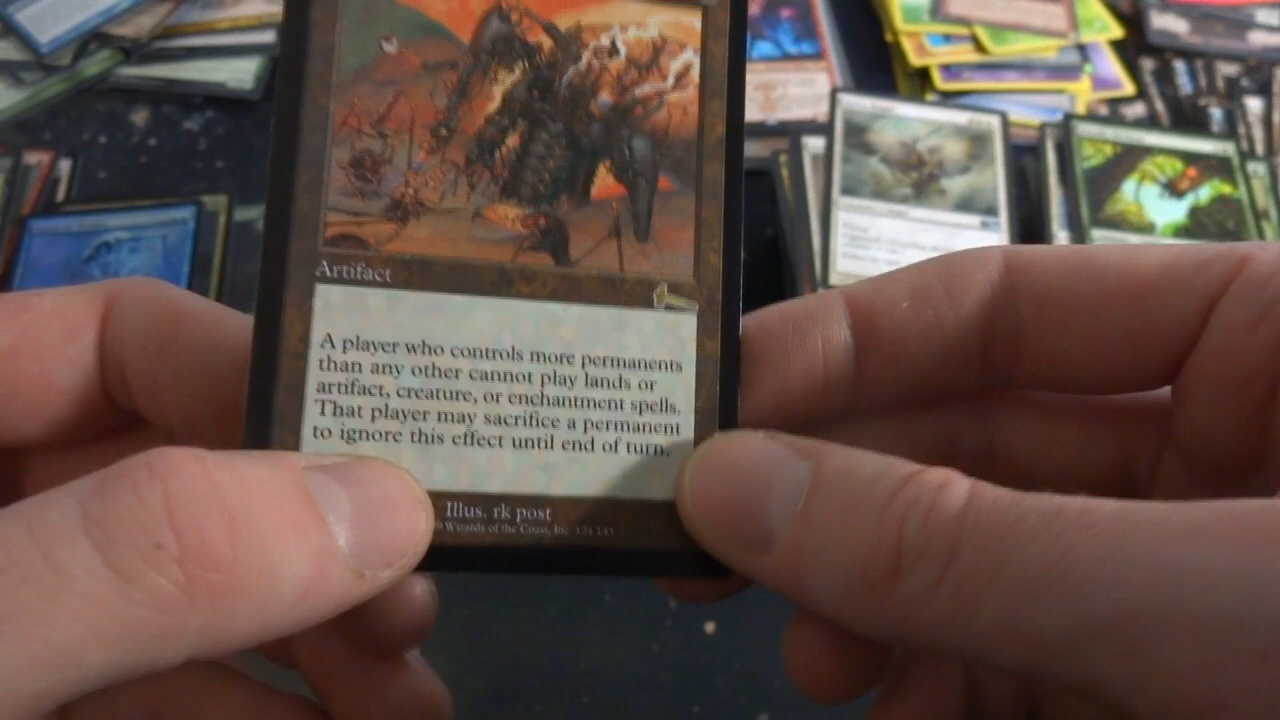 Artifact
A player who controls more permanents
than any other cannot play lands or
artifact, creature, or enchantment spells.
That player may sacrifice a permanent
to ignore this effect until end of turn.
Illus. rk post
Wizards of the Coast, Inc.